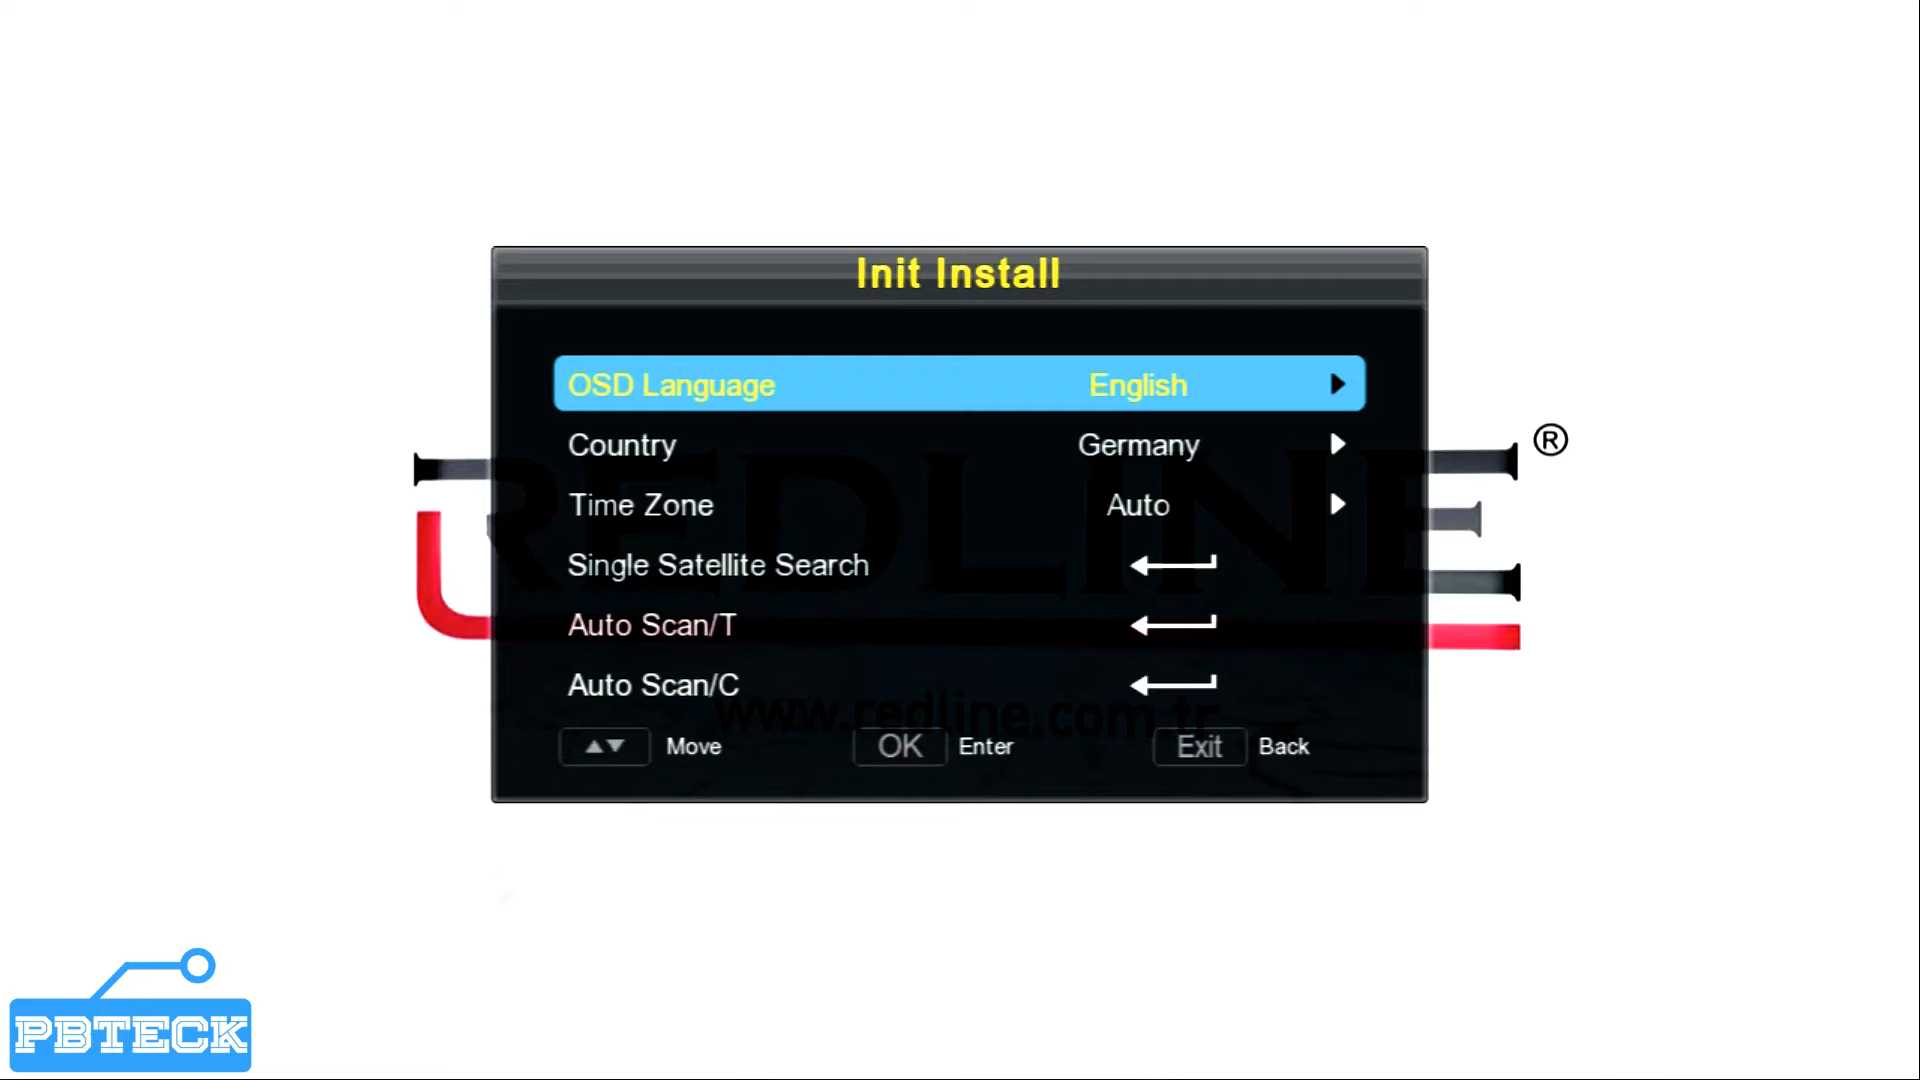 Init Install
OSD Language English
Country Germany
Time Zone Auto
Single Satellite Search
Auto Scan/T
Auto Scan/C
REDLINE ®
www.redline.com.tr
▲▼ Move OK Enter Exit Back
PBTECK